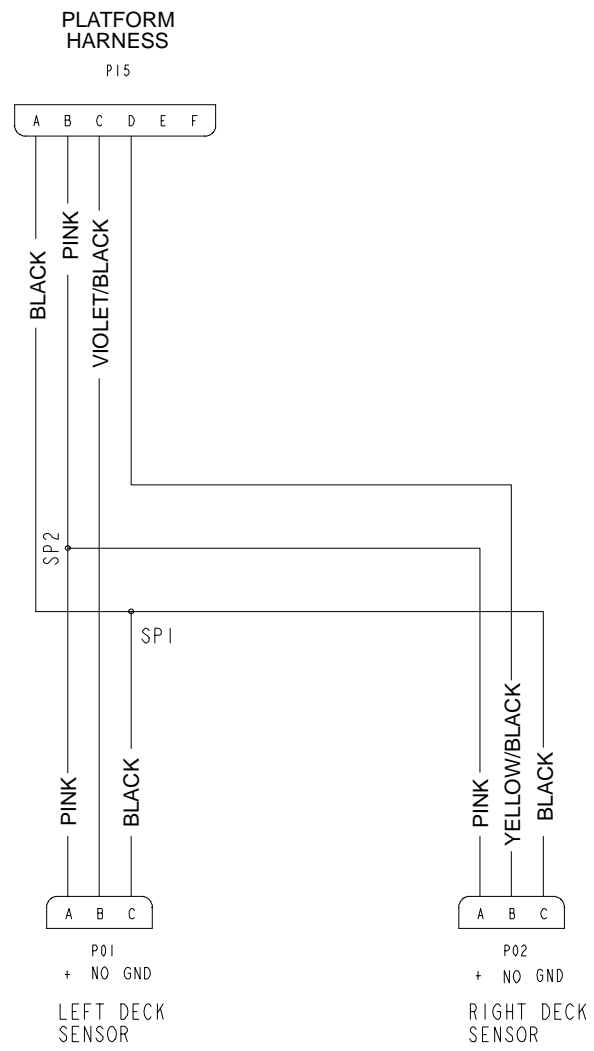 PLATFORM
HARNESS
P15
A B C D E F
BLACK
PINK
VIOLET/BLACK
SP2
SP1
PINK
BLACK
PINK
YELLOW/BLACK
BLACK
A B C
A B C
P01
P02
+ NO GND
+ NO GND
LEFT DECK
SENSOR
RIGHT DECK
SENSOR